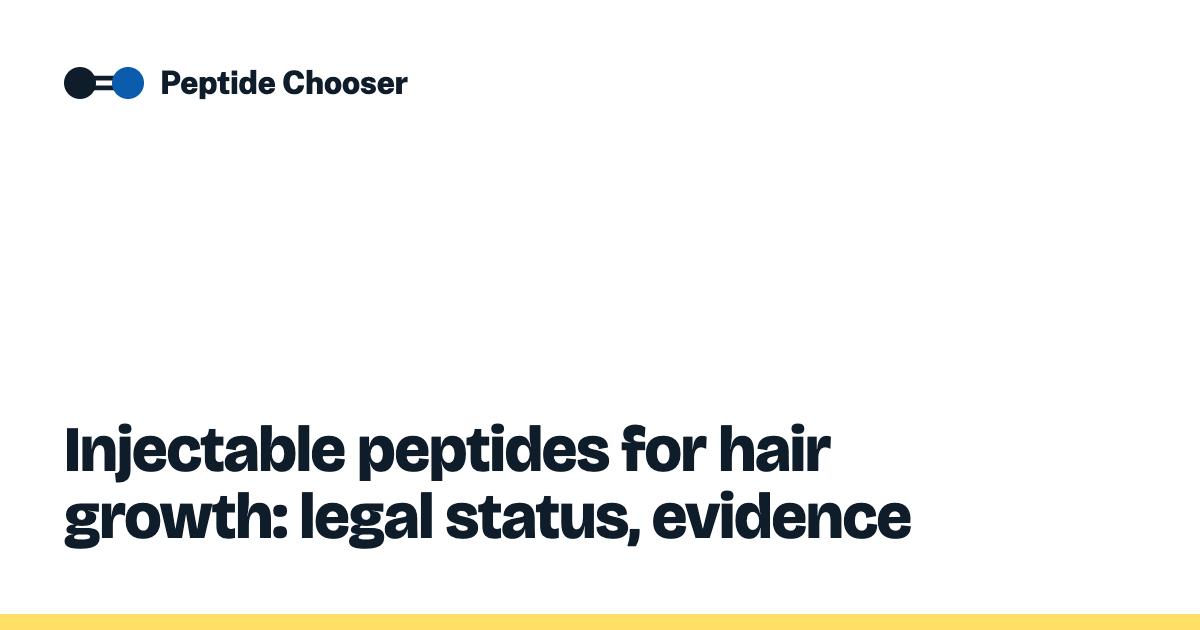 Peptide Chooser
Injectable peptides for hair
growth: legal status, evidence